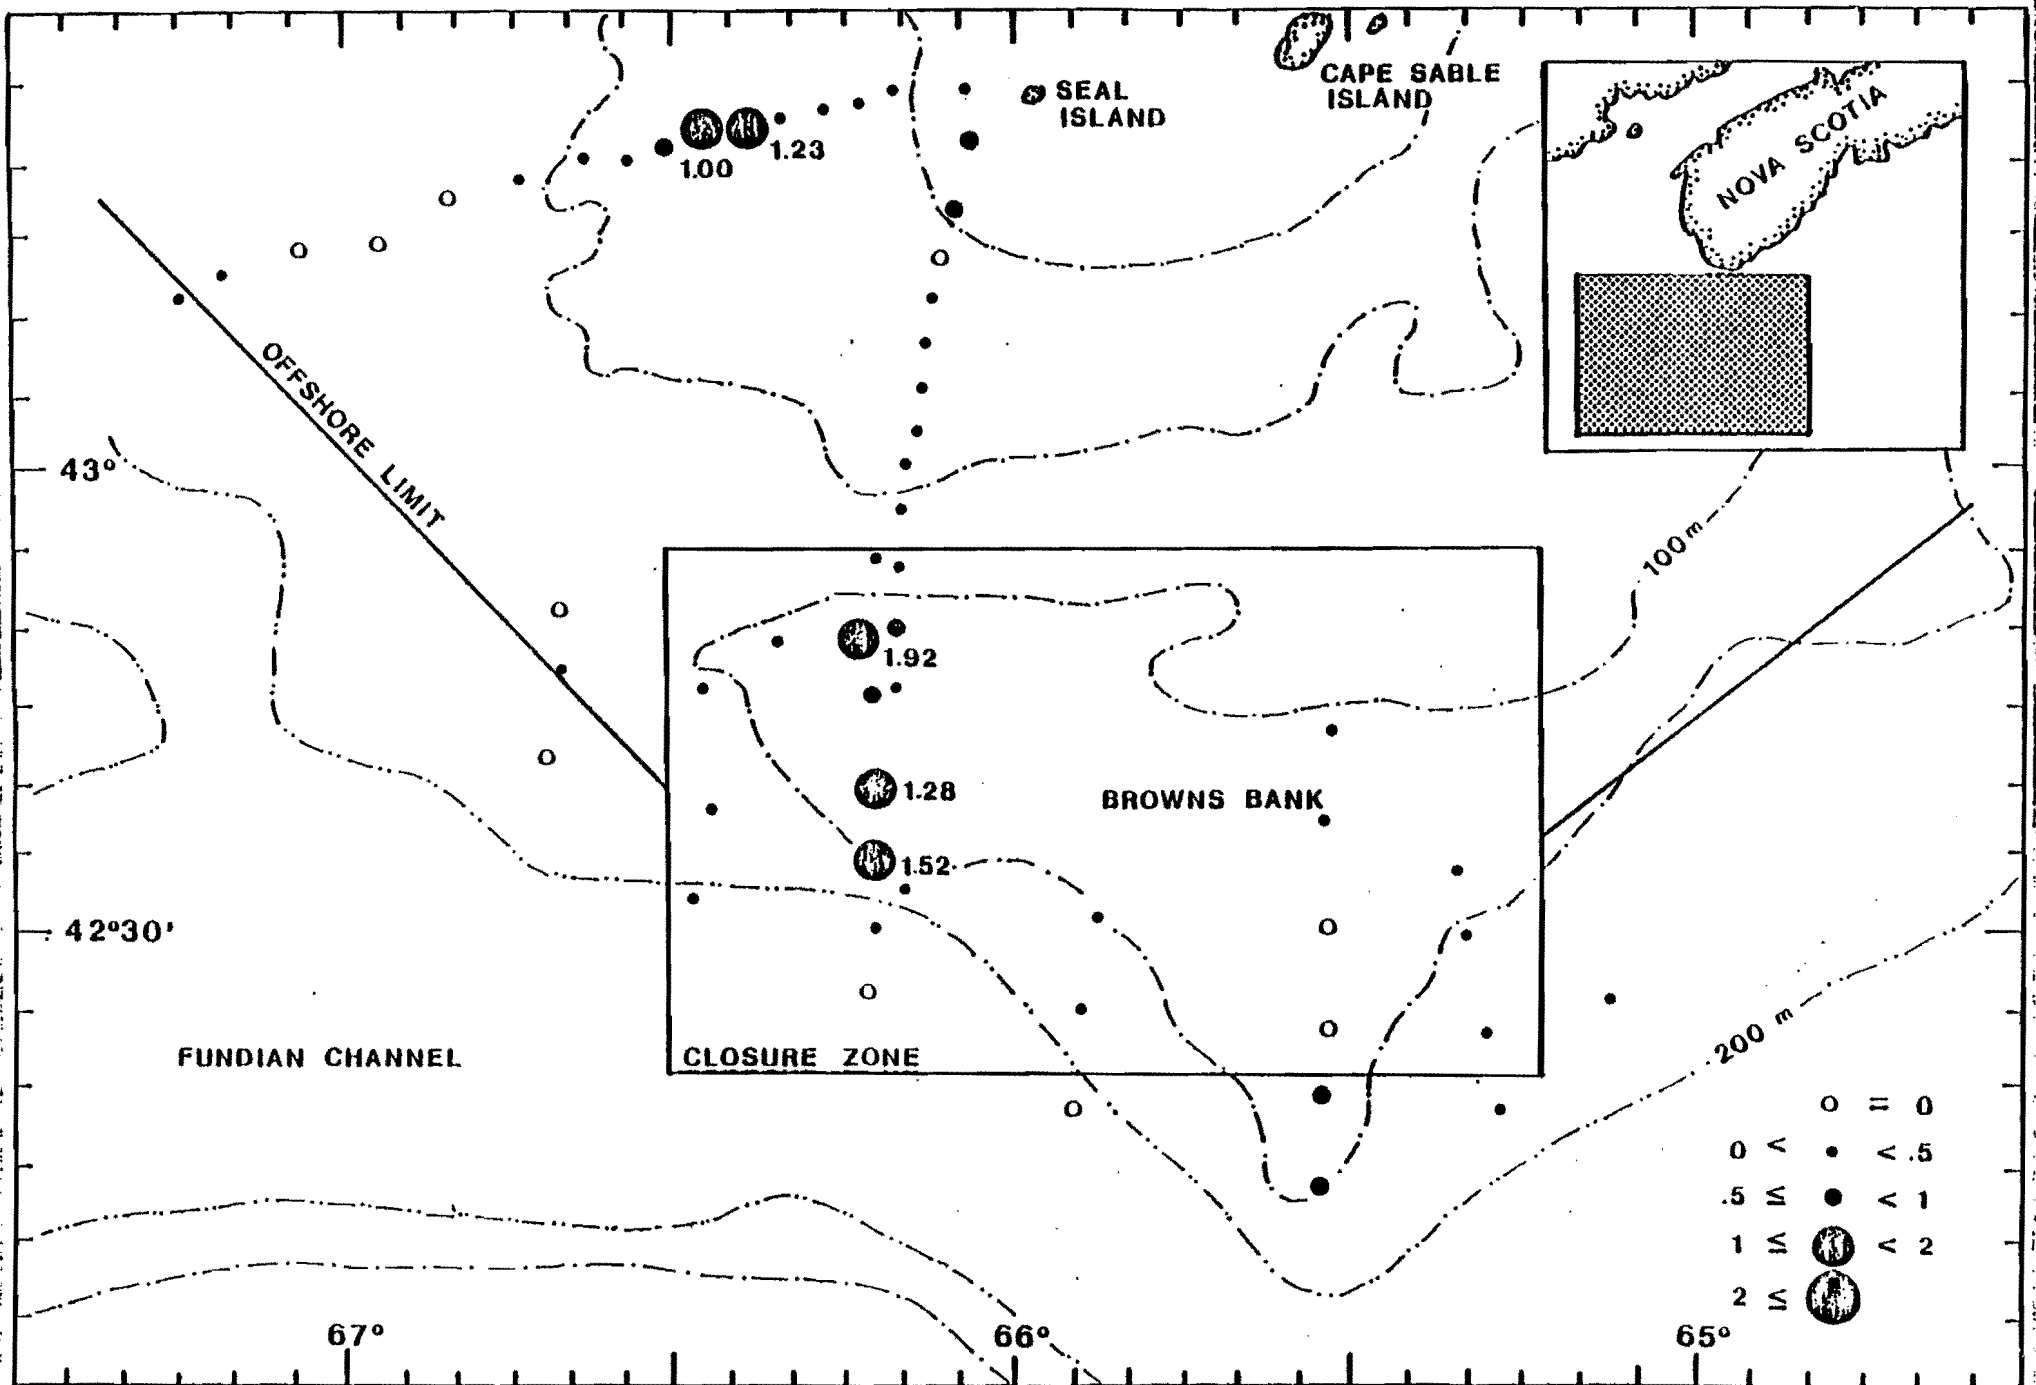 CAPE SABLE
ISLAND
SEAL
ISLAND
NOVA SCOTIA
1.00
1.23
OFFSHORE LIMIT
43°
100 m
1.92
1.28
BROWNS BANK
1.52
42°30'
FUNDIAN CHANNEL
CLOSURE ZONE
200 m
O = 0
0 < ● < .5
.5 ≤ ● < 1
1 ≤ ● < 2
2 ≤ ●
67°
66°
65°